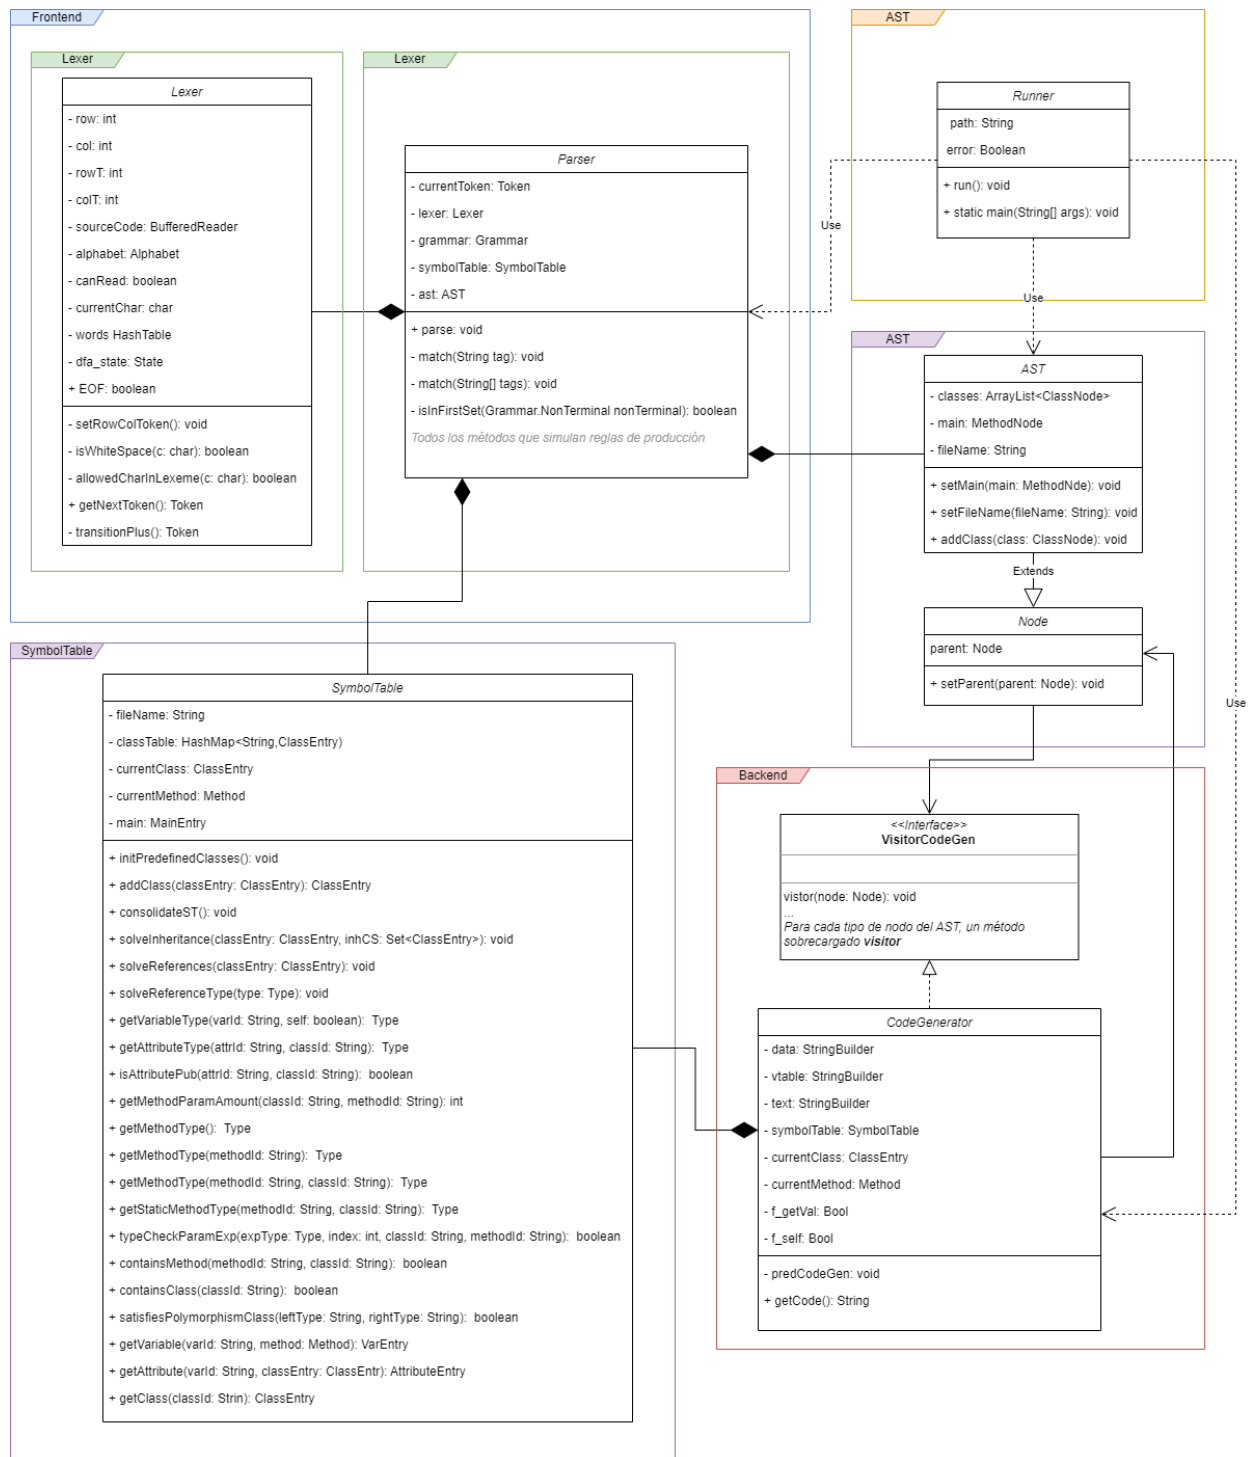 Frontend
Lexer
Lexer
- row: int
- col: int
- rowT: int
- colT: int
- sourceCode: BufferedReader
- alphabet: Alphabet
- canRead: boolean
- currentChar: char
- words HashTable
- dfa_state: State
+ EOF: boolean
- setRowColToken(): void
- isWhiteSpace(c: char): boolean
- allowedCharInLexeme(c: char): boolean
+ getNextToken(): Token
- transitionPlus(): Token
Lexer
Parser
- currentToken: Token
- lexer: Lexer
- grammar: Grammar
- symbolTable: SymbolTable
- ast: AST
+ parse: void
- match(String tag): void
- match(String[] tags): void
- isInFirstSet(Grammar.NonTerminal nonTerminal): boolean
Todos los métodos que simulan reglas de producción
AST
Runner
path: String
error: Boolean
+ run(): void
+ static main(String[] args): void
Use
Use
Use
AST
AST
- classes: ArrayList<ClassNode>
- main: MethodNode
- fileName: String
+ setMain(main: MethodNde): void
+ setFileName(fileName: String): void
+ addClass(class: ClassNode): void
Extends
Node
parent: Node
+ setParent(parent: Node): void
SymbolTable
SymbolTable
- fileName: String
- classTable: HashMap<String,ClassEntry)
- currentClass: ClassEntry
- currentMethod: Method
- main: MainEntry
+ initPredefinedClasses(): void
+ addClass(classEntry: ClassEntry): ClassEntry
+ consolidateST(): void
+ solveInheritance(classEntry: ClassEntry, inhCS: Set<ClassEntry>): void
+ solveReferences(classEntry: ClassEntry): void
+ solveReferenceType(type: Type): void
+ getVariableType(varId: String, self: boolean): Type
+ getAttributeType(attrId: String, classId: String): Type
+ isAttributePub(attrId: String, classId: String): boolean
+ getMethodParamAmount(classId: String, methodId: String): int
+ getMethodType(): Type
+ getMethodType(methodId: String): Type
+ getMethodType(methodId: String, classId: String): Type
+ getStaticMethodType(methodId: String, classId: String): Type
+ typeCheckParamExp(expType: Type, index: int, classId: String, methodId: String): boolean
+ containsMethod(methodId: String, classId: String): boolean
+ containsClass(classId: String): boolean
+ satisfiesPolymorphismClass(leftType: String, rightType: String): boolean
+ getVariable(varId: String, method: Method): VarEntry
+ getAttribute(varId: String, classEntry: ClassEntr): AttributeEntry
+ getClass(classId: Strin): ClassEntry
Backend
<<Interface>>
VisitorCodeGen
vistor(node: Node): void
...
Para cada tipo de nodo del AST, un método
sobrecargado visitor
CodeGenerator
- data: StringBuilder
- vtable: StringBuilder
- text: StringBuilder
- symbolTable: SymbolTable
- currentClass: ClassEntry
- currentMethod: Method
- f_getVal: Bool
- f_self: Bool
- predCodeGen: void
+ getCode(): String